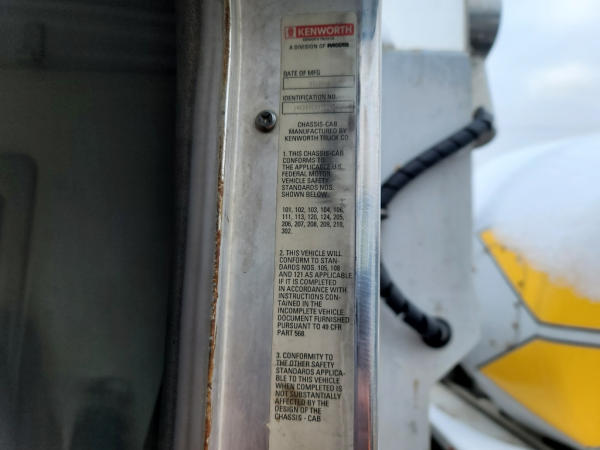 KENWORTH
KENWORTH TRUCK CO.
A DIVISION OF PACCAR
DATE OF MFG
IDENTIFICATION NO.
CHASSIS-CAB
MANUFACTURED BY
KENWORTH TRUCK CO.
1. THIS CHASSIS-CAB
CONFORMS TO
THE APPLICABLE U.S.
FEDERAL MOTOR
VEHICLE SAFETY
STANDARDS NOS.
SHOWN BELOW.
101, 102, 103, 104, 106,
111, 113, 120, 124, 205,
206, 207, 208, 209, 210,
302.
2. THIS VEHICLE WILL
CONFORM TO STAN-
DARDS NOS. 105, 108
AND 121 AS APPLICABLE
IF IT IS COMPLETED
IN ACCORDANCE WITH
INSTRUCTIONS CON-
TAINED IN THE
INCOMPLETE VEHICLE
DOCUMENT FURNISHED
PURSUANT TO 49 CFR
PART 568.
3. CONFORMITY TO
THE OTHER SAFETY
STANDARDS APPLICA-
BLE TO THIS VEHICLE
WHEN COMPLETED IS
NOT SUBSTANTIALLY
AFFECTED BY THE
DESIGN OF THE
CHASSIS - CAB